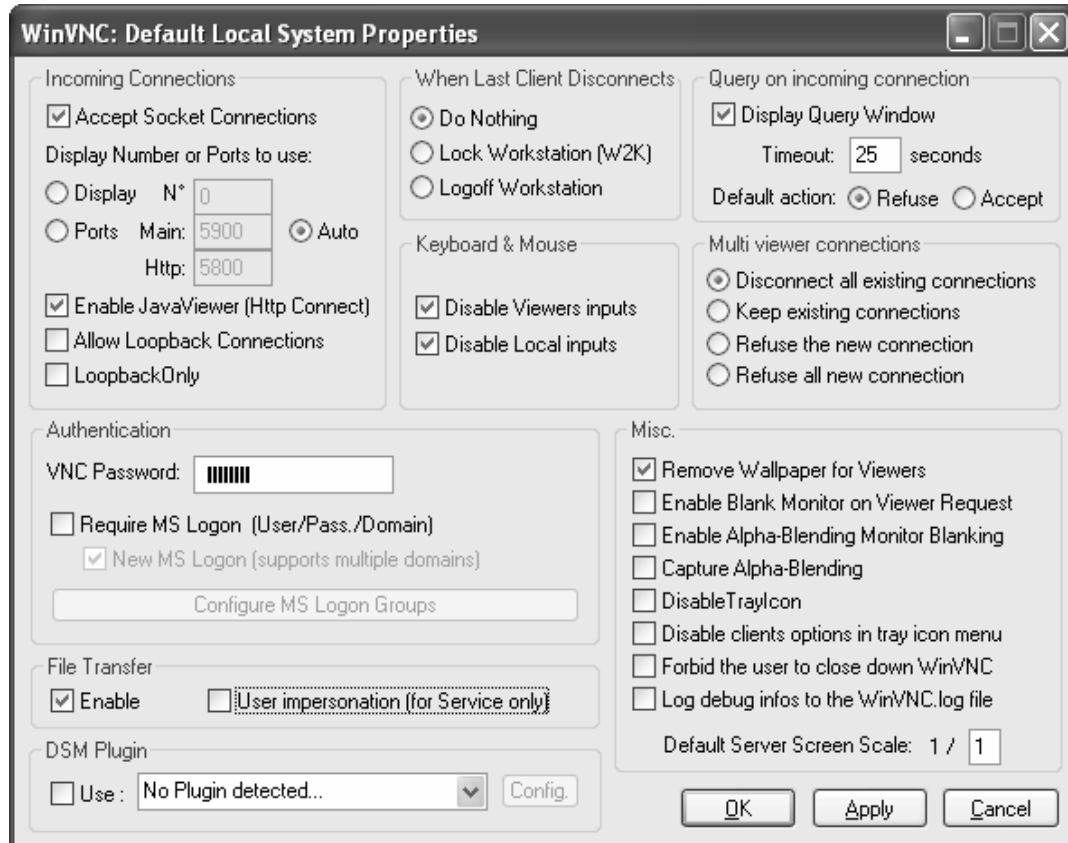 WinVNC: Default Local System Properties
Incoming Connections
Accept Socket Connections
Display Number or Ports to use:
Display N° 0
Ports Main: 5900 Auto
Http: 5800
Enable JavaViewer (Http Connect)
Allow Loopback Connections
LoopbackOnly
When Last Client Disconnects
Do Nothing
Lock Workstation (W2K)
Logoff Workstation
Keyboard & Mouse
Disable Viewers inputs
Disable Local inputs
Query on incoming connection
Display Query Window
Timeout: 25 seconds
Default action: Refuse Accept
Multi viewer connections
Disconnect all existing connections
Keep existing connections
Refuse the new connection
Refuse all new connection
Authentication
VNC Password:
Require MS Logon (User/Pass./Domain)
New MS Logon (supports multiple domains)
Configure MS Logon Groups
File Transfer
Enable User impersonation (for Service only)
DSM Plugin
Use : No Plugin detected... Config.
Misc.
Remove Wallpaper for Viewers
Enable Blank Monitor on Viewer Request
Enable Alpha-Blending Monitor Blanking
Capture Alpha-Blending
DisableTrayIcon
Disable clients options in tray icon menu
Forbid the user to close down WinVNC
Log debug infos to the WinVNC.log file
Default Server Screen Scale: 1 / 1
OK Apply Cancel